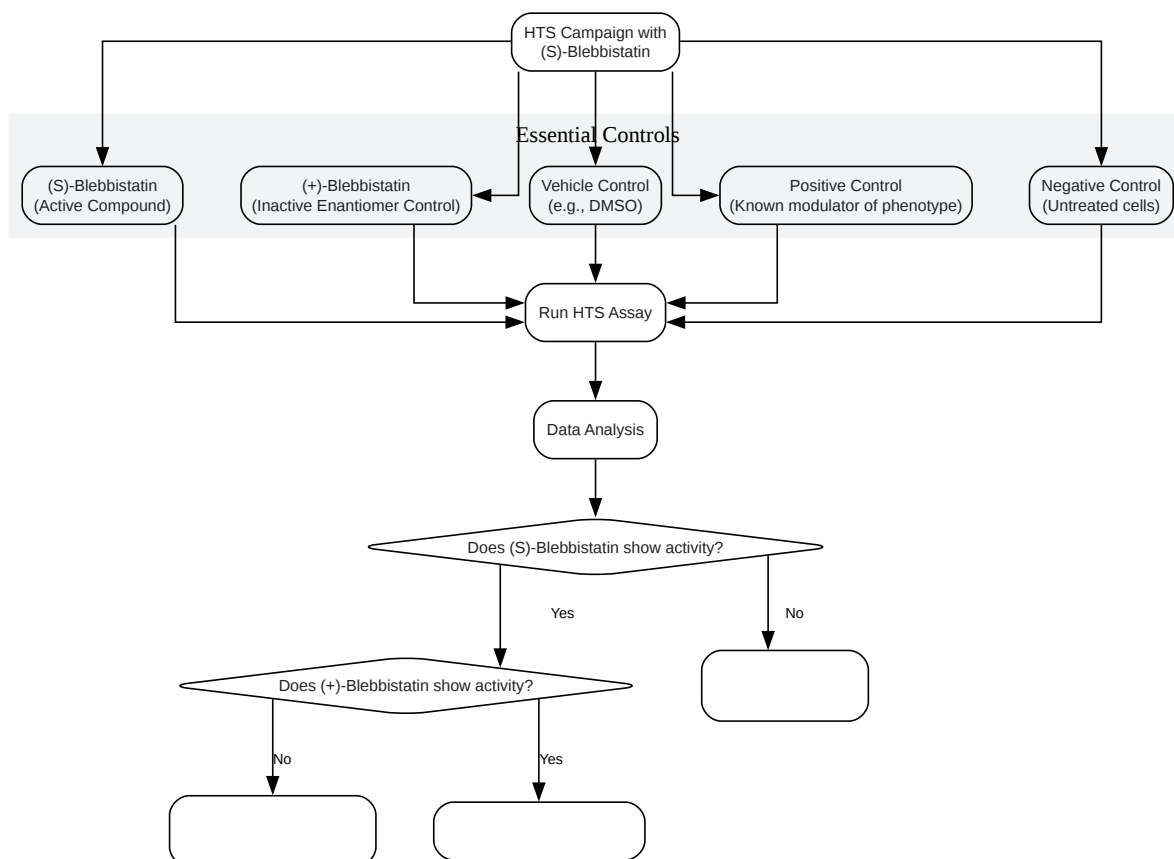 HTS Campaign with
(S)-Blebbistatin
Essential Controls
(S)-Blebbistatin
(Active Compound)
(+)-Blebbistatin
(Inactive Enantiomer Control)
Vehicle Control
(e.g., DMSO)
Positive Control
(Known modulator of phenotype)
Negative Control
(Untreated cells)
Run HTS Assay
Data Analysis
Does (S)-Blebbistatin show activity?
Yes
No
Does (+)-Blebbistatin show activity?
No
Yes